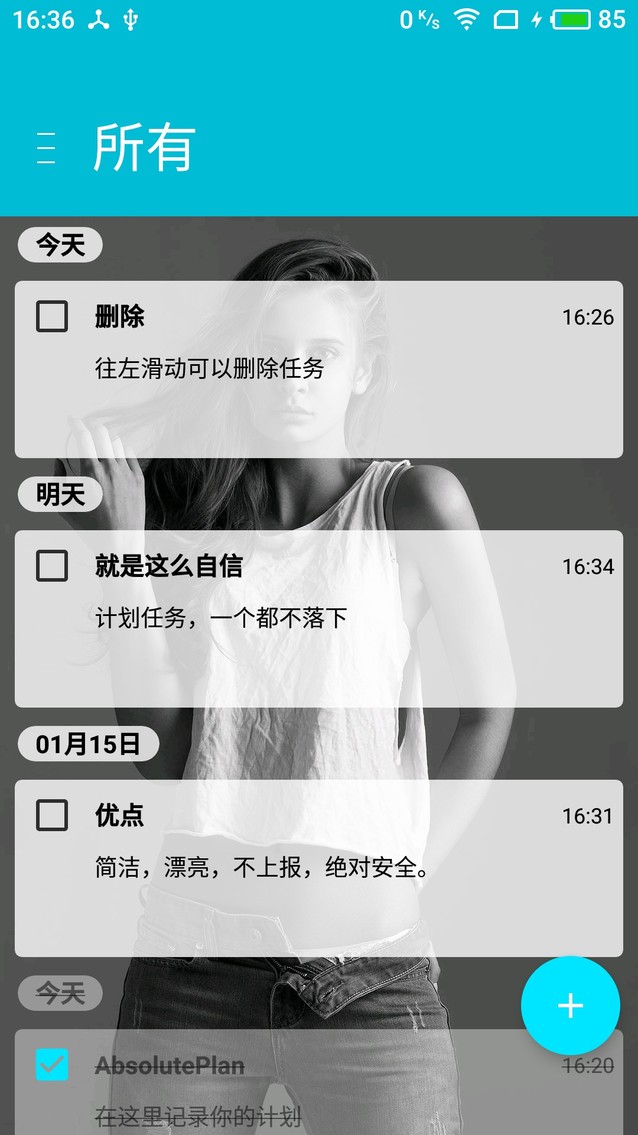 16:36 0 K/s 85
所有
今天
删除 16:26
往左滑动可以删除任务
明天
就是这么自信 16:34
计划任务，一个都不落下
01月15日
优点 16:31
简洁，漂亮，不上报，绝对安全。
今天
AbsolutePlan 16:20
在这里记录你的计划